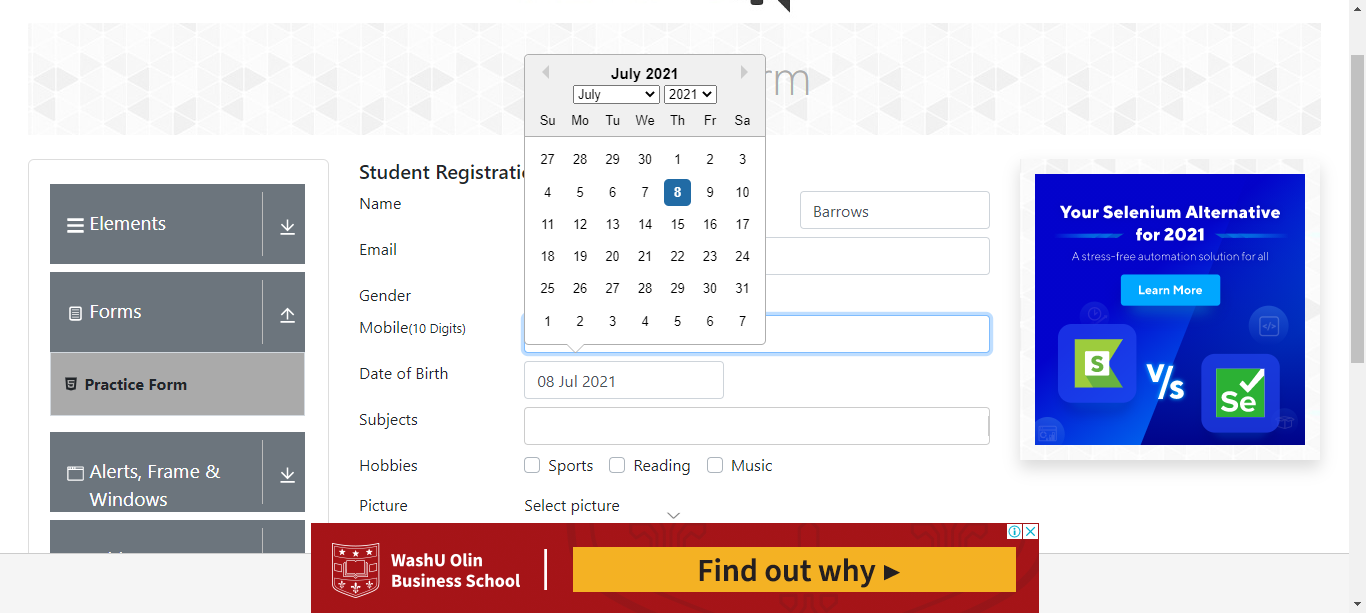 rm
July 2021
July 2021
Su Mo Tu We Th Fr Sa
27 28 29 30 1 2 3
4 5 6 7 8 9 10
11 12 13 14 15 16 17
18 19 20 21 22 23 24
25 26 27 28 29 30 31
1 2 3 4 5 6 7
Elements
Forms
Practice Form
Alerts, Frame &
Windows
Student Registrati
Name
Barrows
Email
Gender
Mobile(10 Digits)
Date of Birth
08 Jul 2021
Subjects
Hobbies
Sports Reading Music
Picture
Select picture
Your Selenium Alternative
for 2021
A stress-free automation solution for all
Learn More
S
V/s
Se
WashU Olin
Business School
Find out why ▸